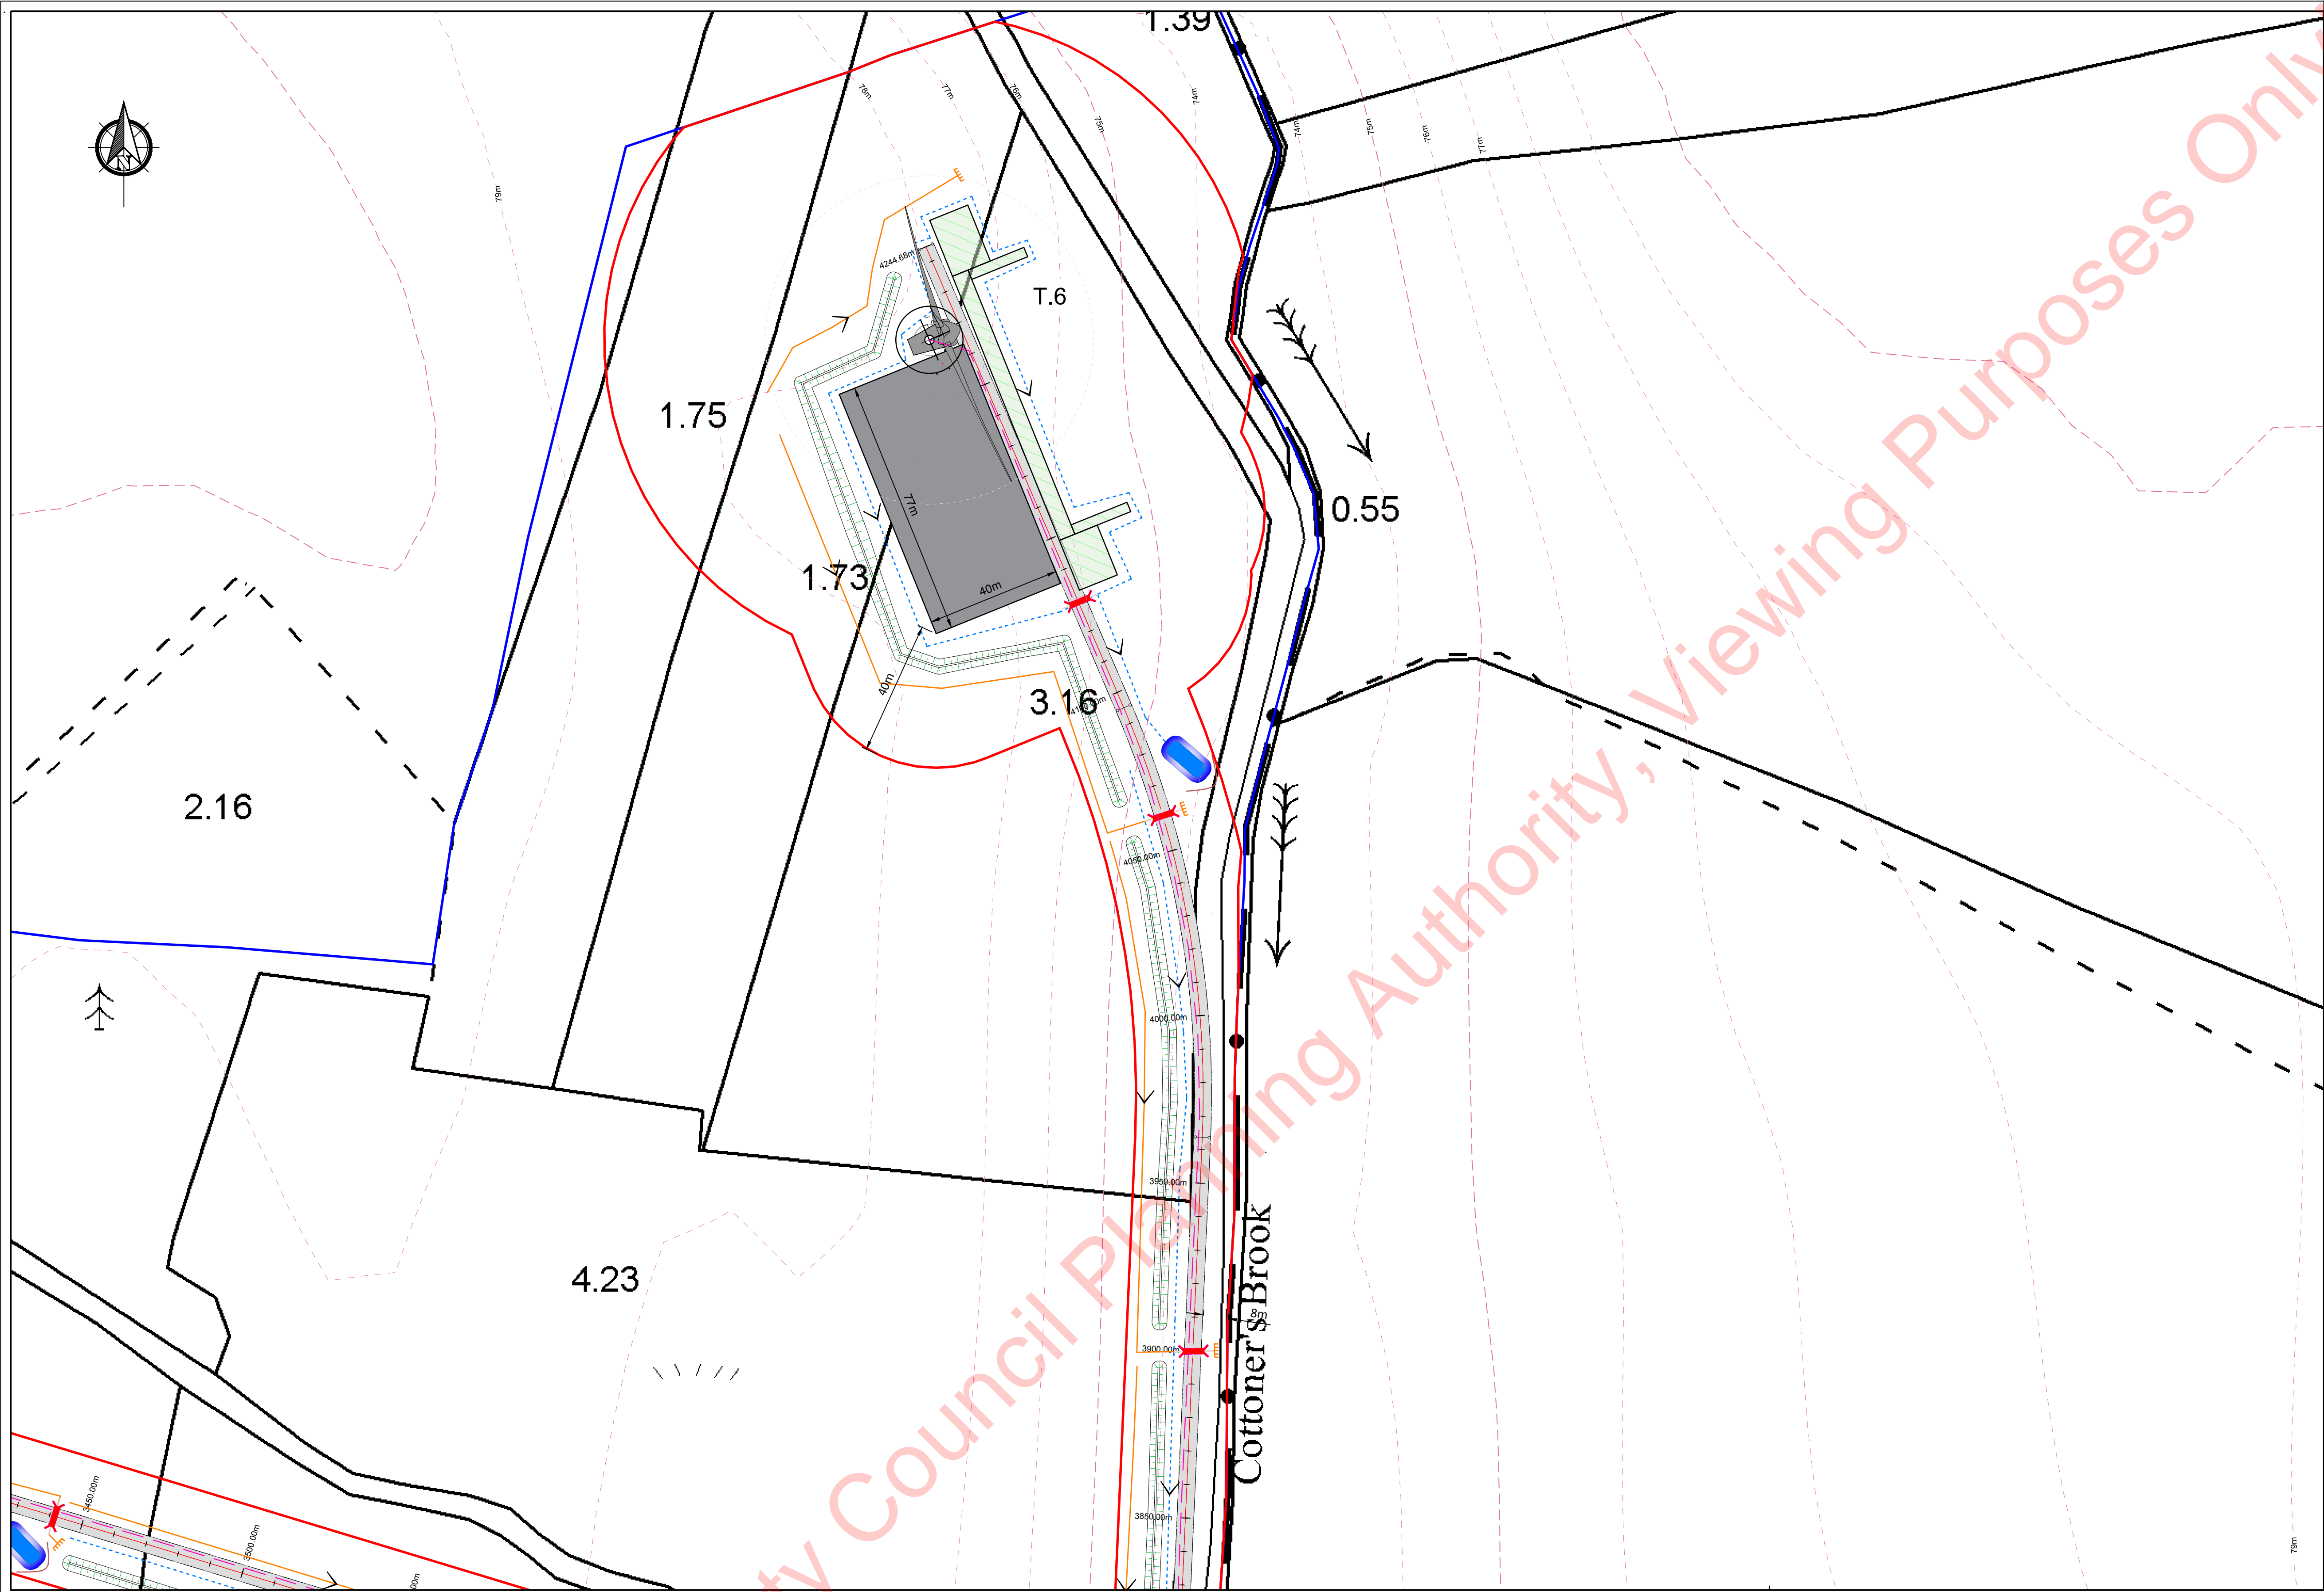 1.39
N
79m
78m
77m
76m
75m
74m
74m
75m
76m
77m
4244.68m
T.6
1.75
77m
0.55
1.73
40m
40m
3.16
2.16
4050.00m
4000.00m
3950.00m
4.23
8m
3900.00m
Cottoner's Brook
3850.00m
3450.00m
3500.00m
79m
ty Council Planning Authority, Viewing Purposes Only